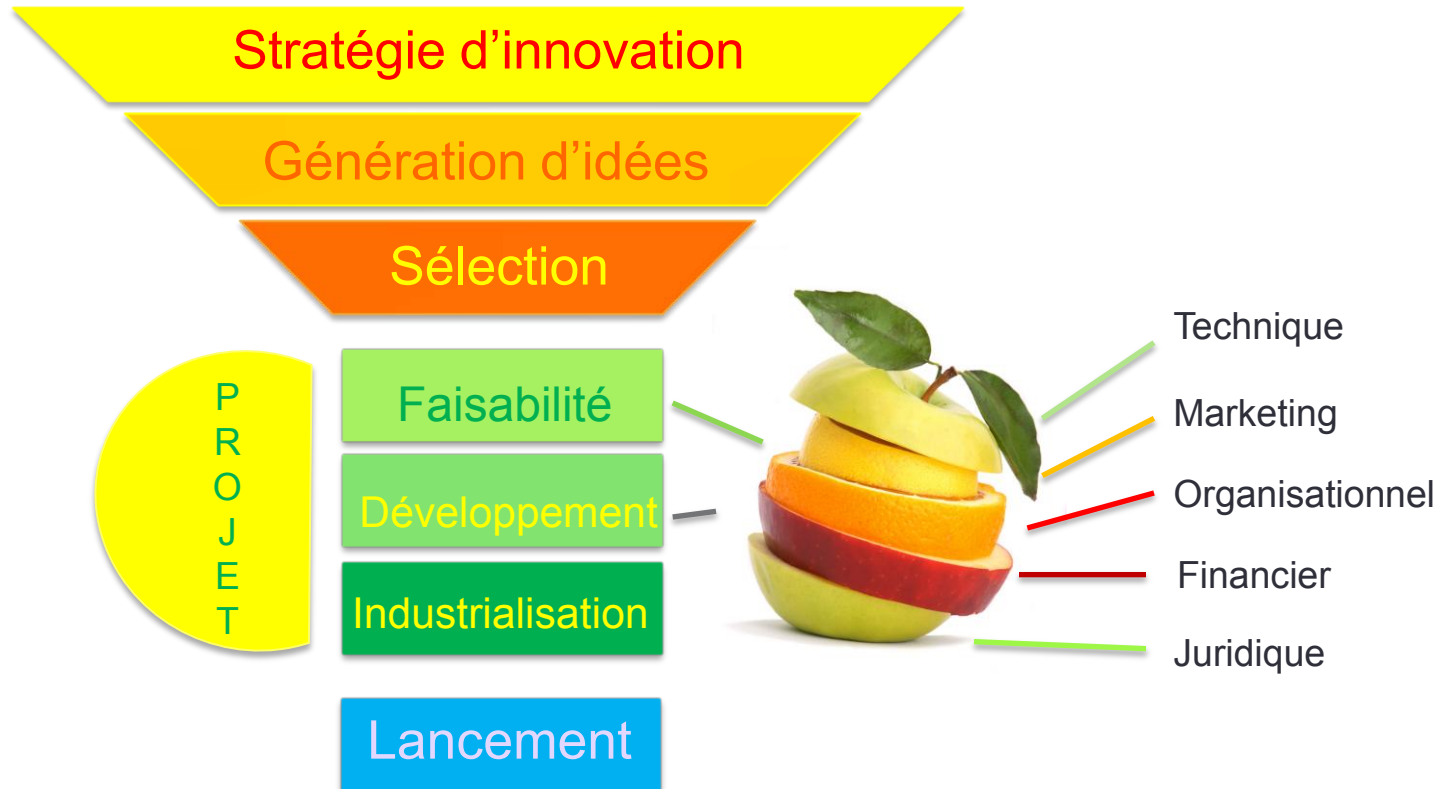 Stratégie d’innovation
Génération d’idées
Sélection
P
R
O
J
E
T
Faisabilité
Développement
Industrialisation
Lancement
Technique
Marketing
Organisationnel
Financier
Juridique